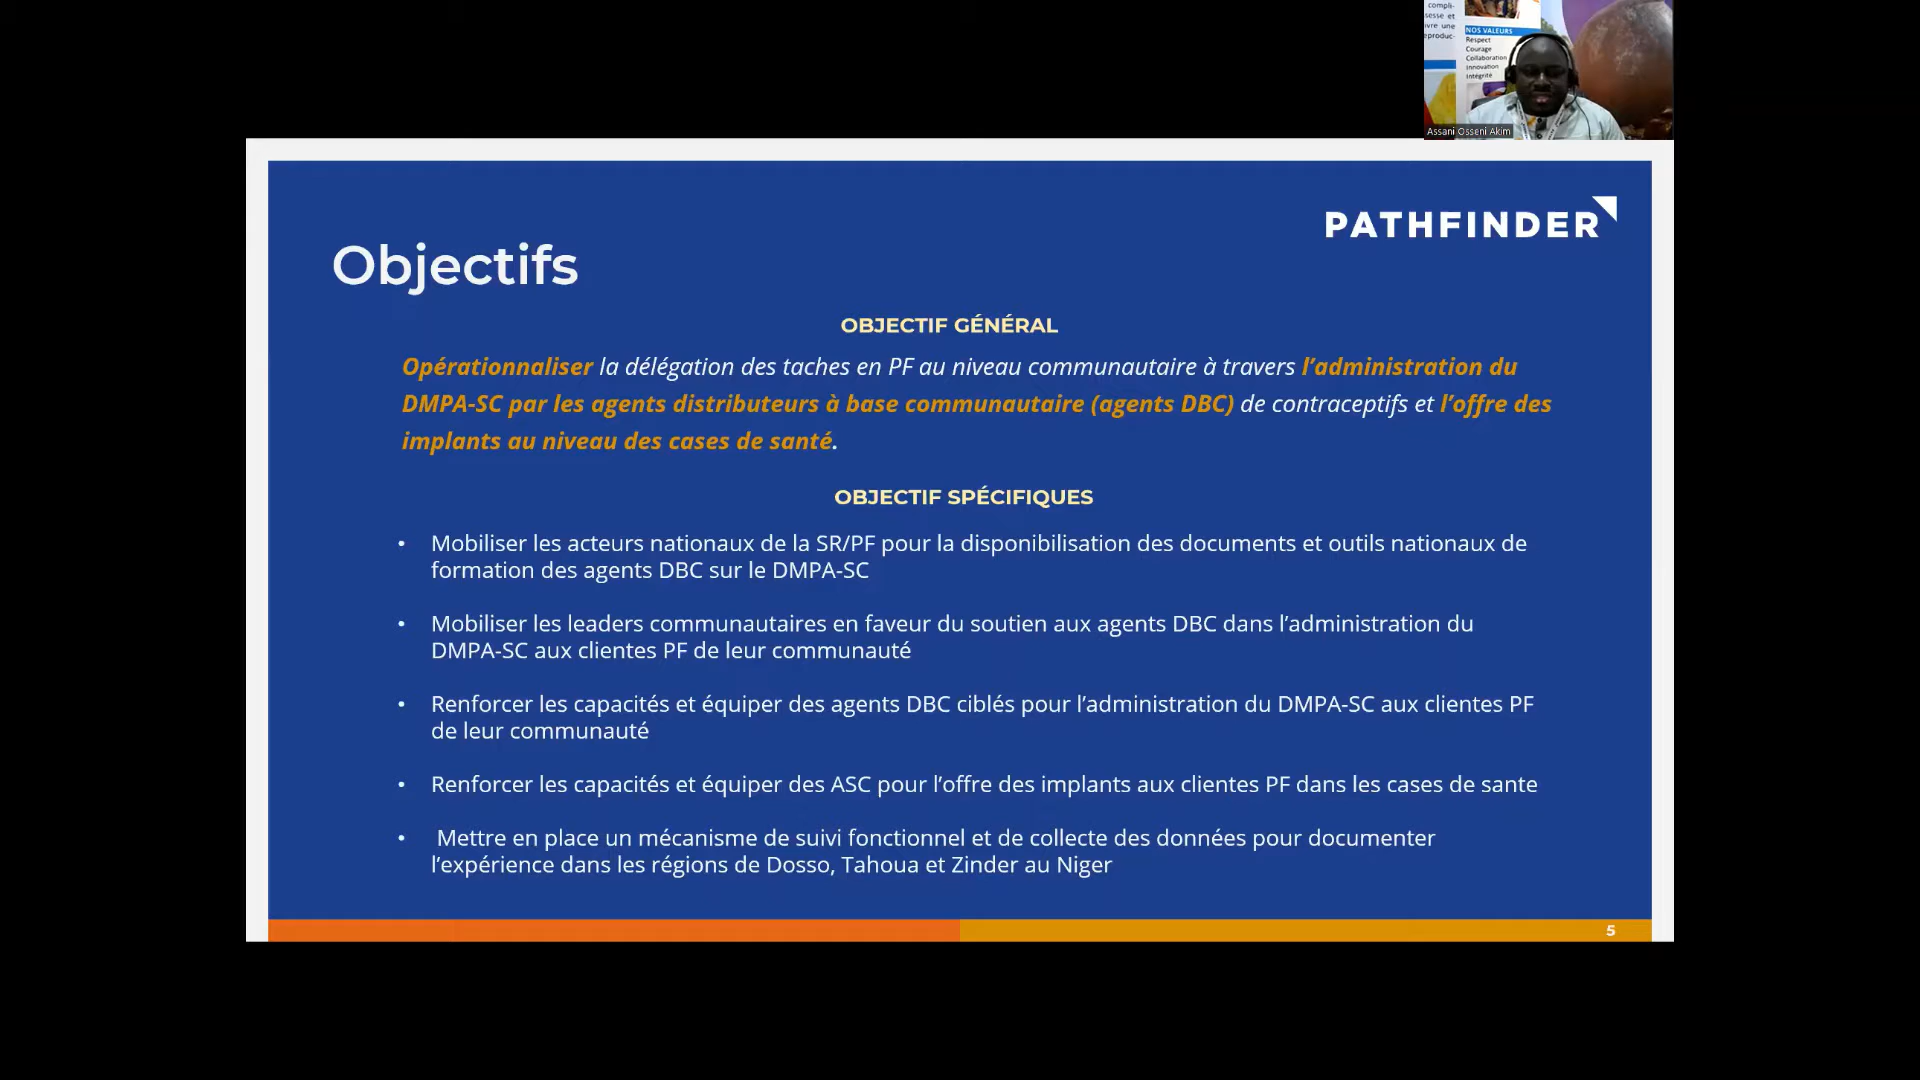 compli-
sesse et
ivre une
eproduc-
NOS VALEURS
Respect
Courage
Collaboration
Innovation
Intégrité
Assani Osseni Akim
PATHFINDER
Objectifs
OBJECTIF GÉNÉRAL
Opérationnaliser la délégation des taches en PF au niveau communautaire à travers l’administration du
DMPA-SC par les agents distributeurs à base communautaire (agents DBC) de contraceptifs et l’offre des
implants au niveau des cases de santé.
OBJECTIF SPÉCIFIQUES
• Mobiliser les acteurs nationaux de la SR/PF pour la disponibilisation des documents et outils nationaux de
formation des agents DBC sur le DMPA-SC
• Mobiliser les leaders communautaires en faveur du soutien aux agents DBC dans l’administration du
DMPA-SC aux clientes PF de leur communauté
• Renforcer les capacités et équiper des agents DBC ciblés pour l’administration du DMPA-SC aux clientes PF
de leur communauté
• Renforcer les capacités et équiper des ASC pour l’offre des implants aux clientes PF dans les cases de sante
• Mettre en place un mécanisme de suivi fonctionnel et de collecte des données pour documenter
l’expérience dans les régions de Dosso, Tahoua et Zinder au Niger
5